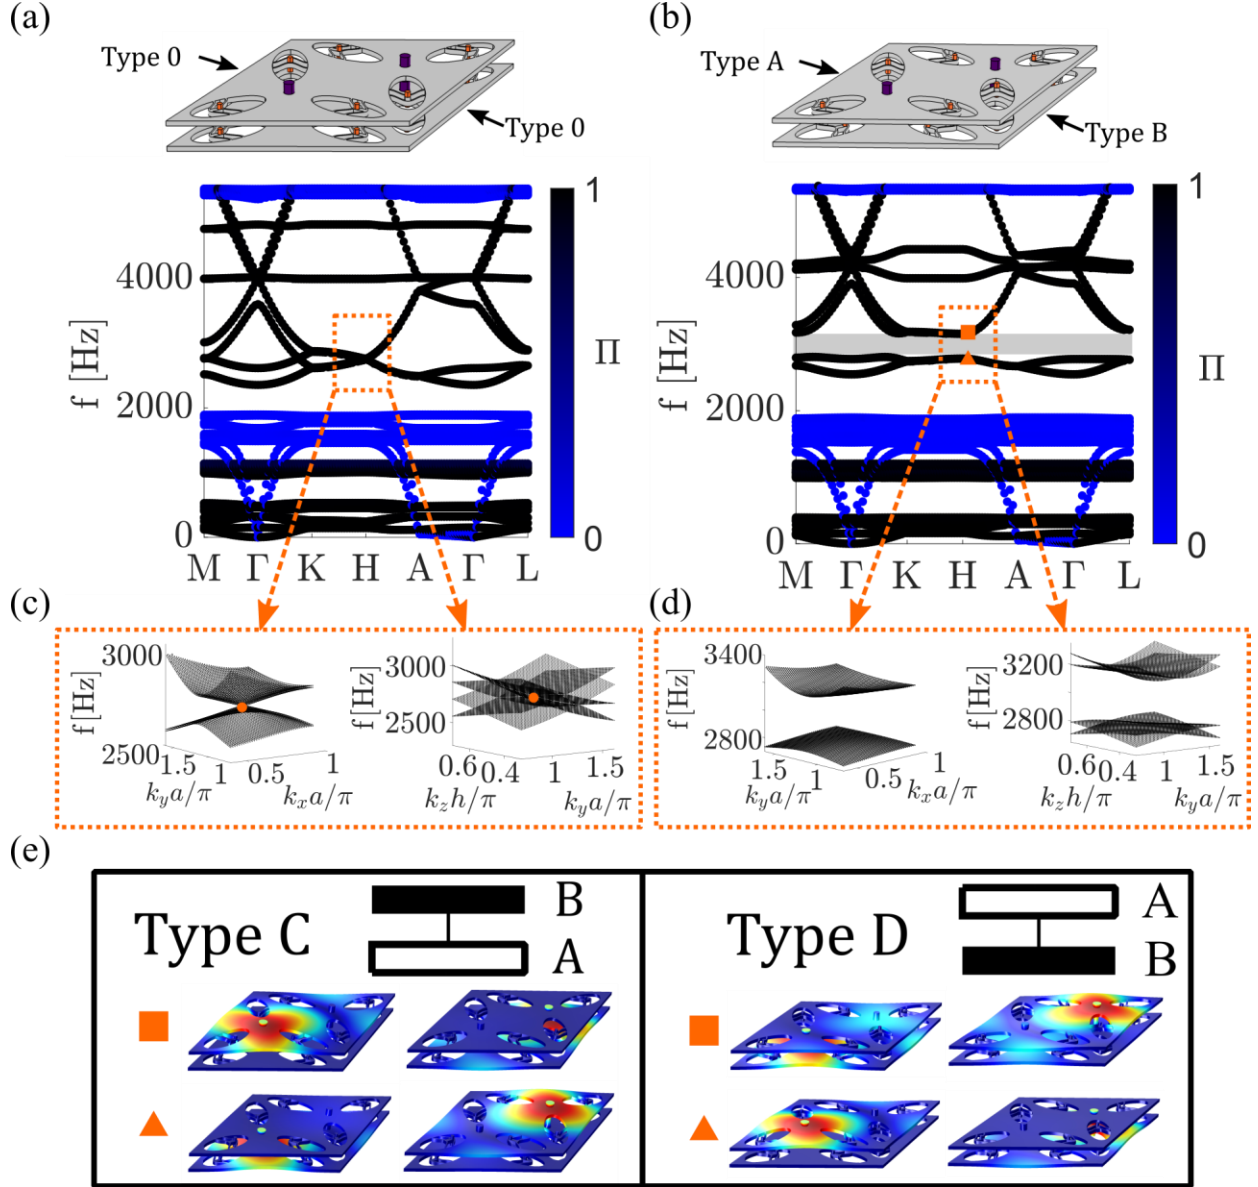 (a)
Type 0
Type 0
f [Hz]
4000
2000
0
M Γ K H A Γ L
1
Π
0
(b)
Type A
Type B
f [Hz]
4000
2000
0
M Γ K H A Γ L
1
Π
0
(c)
f[Hz]
3000
2500
1.5
1
k_y a/π
0.5
1
k_x a/π
f[Hz]
3000
2500
0.6
0.4
k_z h/π
1
1.5
k_y a/π
(d)
f[Hz]
3400
2800
1.5
1
k_y a/π
0.5
1
k_x a/π
f[Hz]
3200
2800
0.6
0.4
k_z h/π
1
1.5
k_y a/π
(e)
Type C
B
A
Type D
A
B